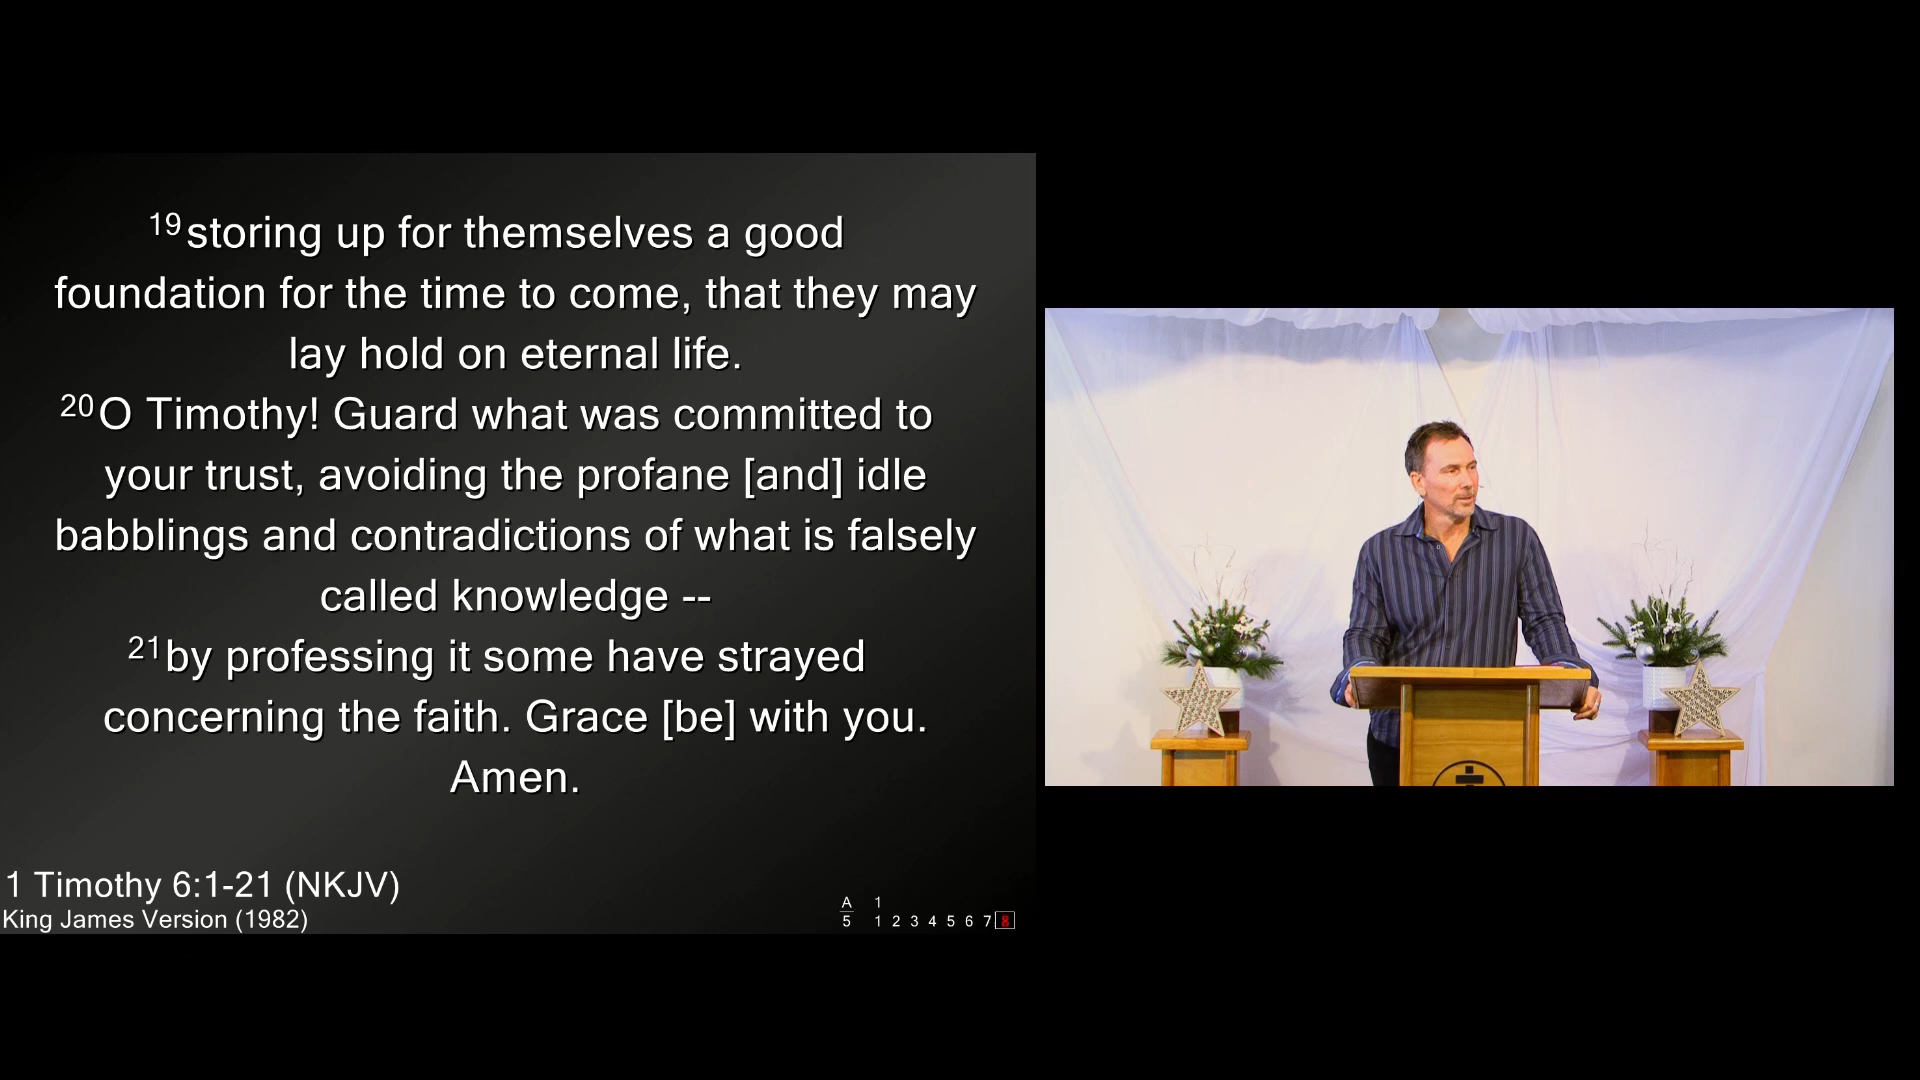 19storing up for themselves a good
foundation for the time to come, that they may
lay hold on eternal life.
20O Timothy! Guard what was committed to
your trust, avoiding the profane [and] idle
babblings and contradictions of what is falsely
called knowledge --
21by professing it some have strayed
concerning the faith. Grace [be] with you.
Amen.
1 Timothy 6:1-21 (NKJV)
King James Version (1982)
A 1
5 1 2 3 4 5 6 7 8